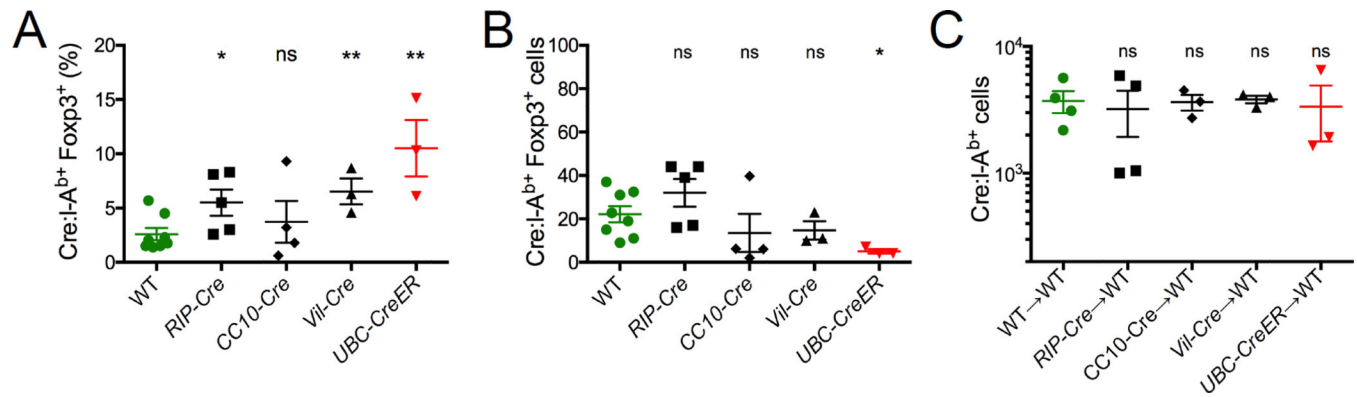 A
Cre:I-Aᵇ⁺ Foxp3⁺ (%)
20
15
10
5
0
* ns ** **
WT RIP-Cre CC10-Cre Vil-Cre UBC-CreER
B
Cre:I-Aᵇ⁺ Foxp3⁺ cells
100
80
60
40
20
0
ns ns ns *
WT RIP-Cre CC10-Cre Vil-Cre UBC-CreER
C
Cre:I-Aᵇ⁺ cells
10⁴
10³
ns ns ns ns
WT→WT RIP-Cre→WT CC10-Cre→WT Vil-Cre→WT UBC-CreER→WT